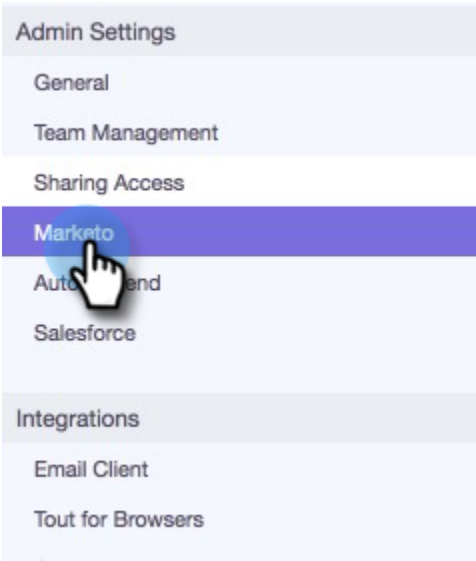 Admin Settings
General
Team Management
Sharing Access
Marketo
Salesforce
Integrations
Email Client
Tout for Browsers